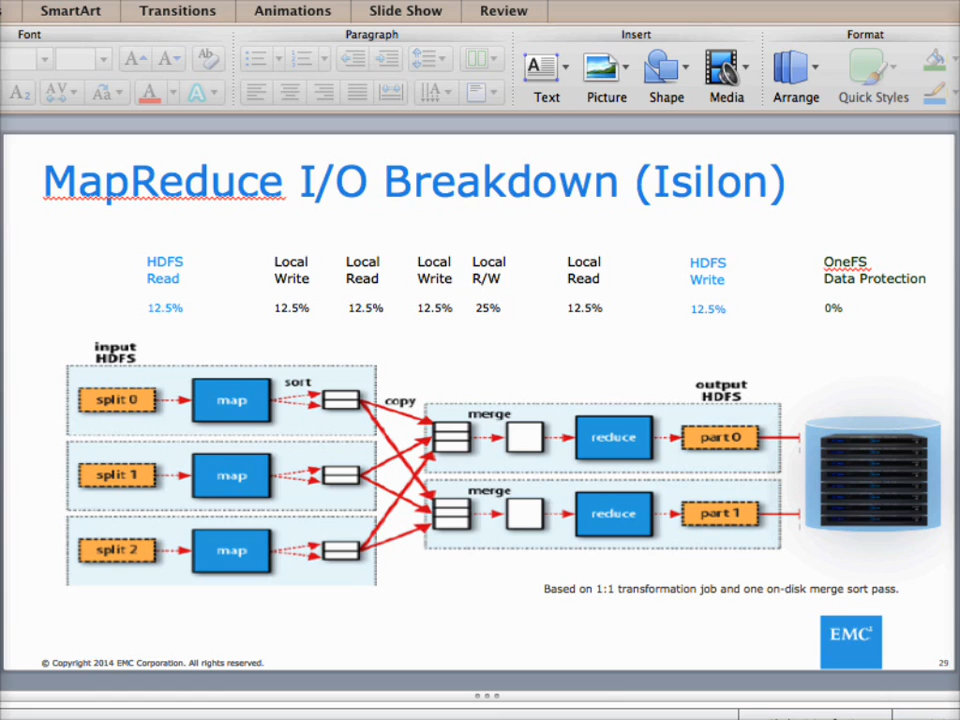 SmartArt Transitions Animations Slide Show Review
Font Paragraph Insert Format
Text Picture Shape Media Arrange Quick Styles
MapReduce I/O Breakdown (Isilon)
HDFS Local Local Local Local Local HDFS OneFS
Read Write Read Write R/W Read Write Data Protection
12.5% 12.5% 12.5% 12.5% 25% 12.5% 12.5% 0%
input
HDFS
split 0 map sort
copy
split 1 map
split 2 map
merge reduce part 0
output
HDFS
merge reduce part 1
Based on 1:1 transformation job and one on-disk merge sort pass.
EMC²
© Copyright 2014 EMC Corporation. All rights reserved.
29